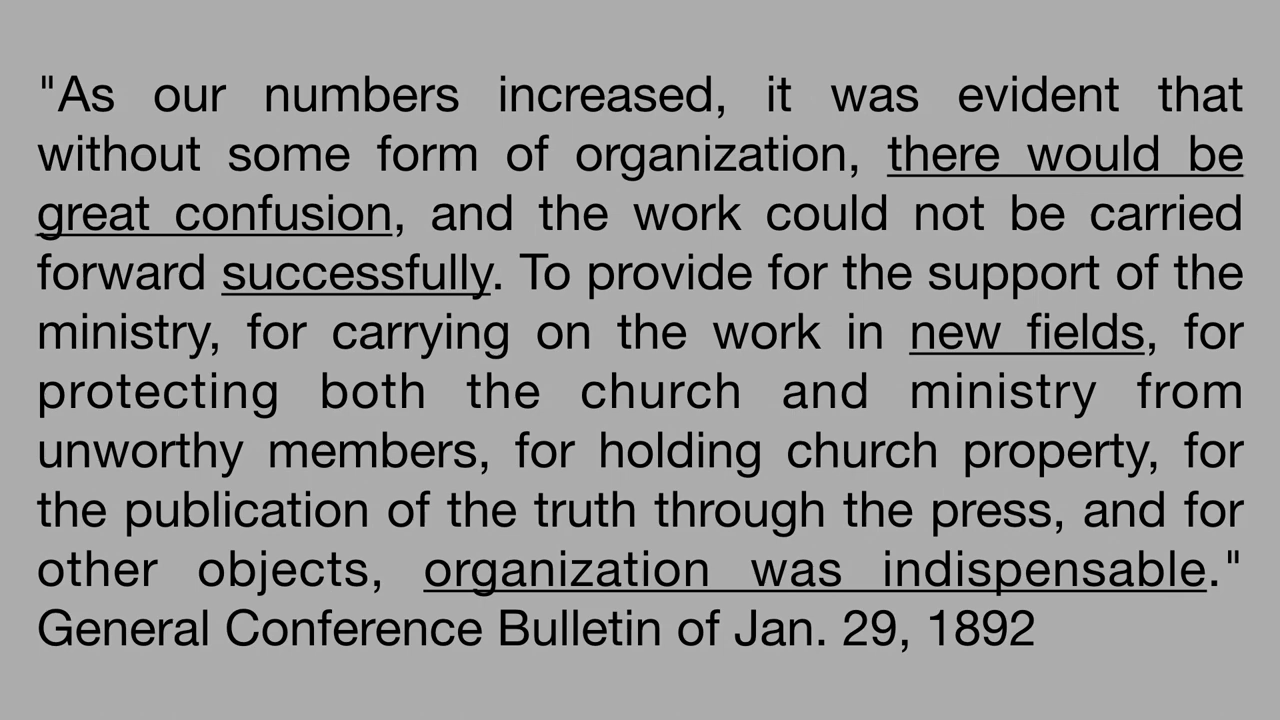 "As our numbers increased, it was evident that
without some form of organization, there would be
great confusion, and the work could not be carried
forward successfully. To provide for the support of the
ministry, for carrying on the work in new fields, for
protecting both the church and ministry from
unworthy members, for holding church property, for
the publication of the truth through the press, and for
other objects, organization was indispensable."
General Conference Bulletin of Jan. 29, 1892